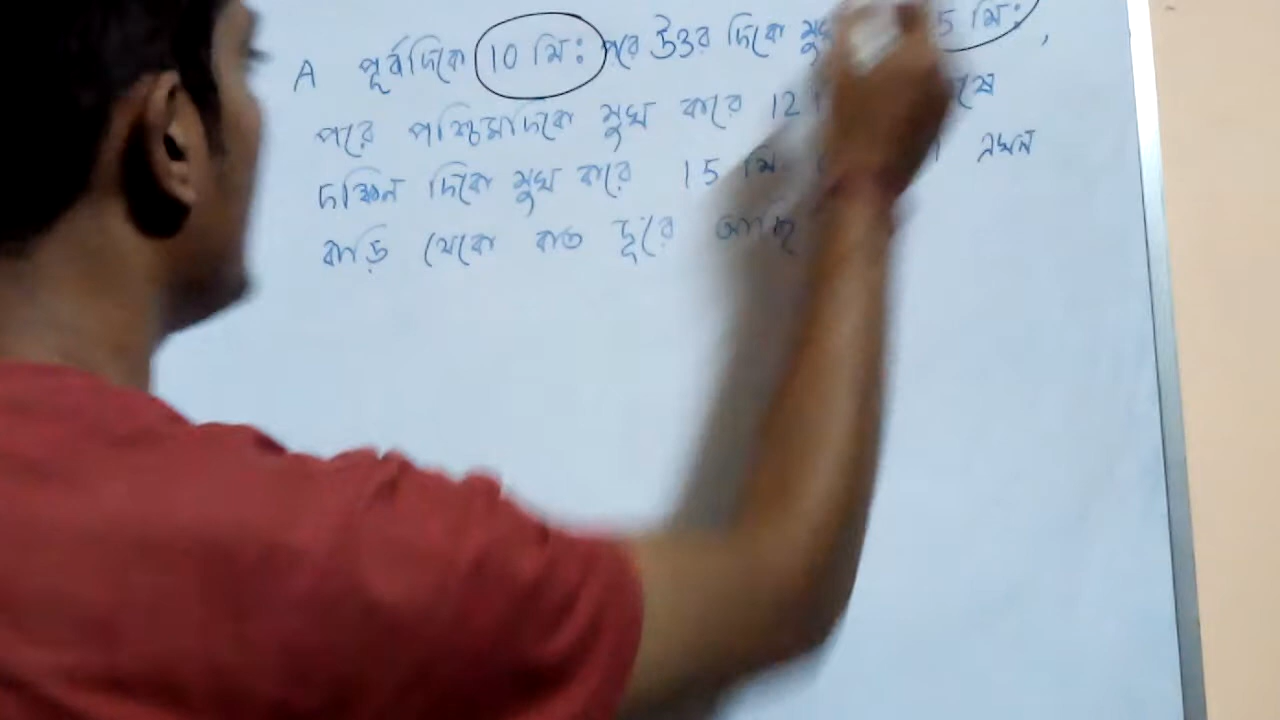 A পূর্বদিকে 10 মি: পরে উত্তর দিকে 5 মি: ,
পরে পশ্চিমদিকে মুখ করে 12
দক্ষিন দিকে মুখ করে 15 মি এখন
বাড়ি থেকে কত দূরে আছে